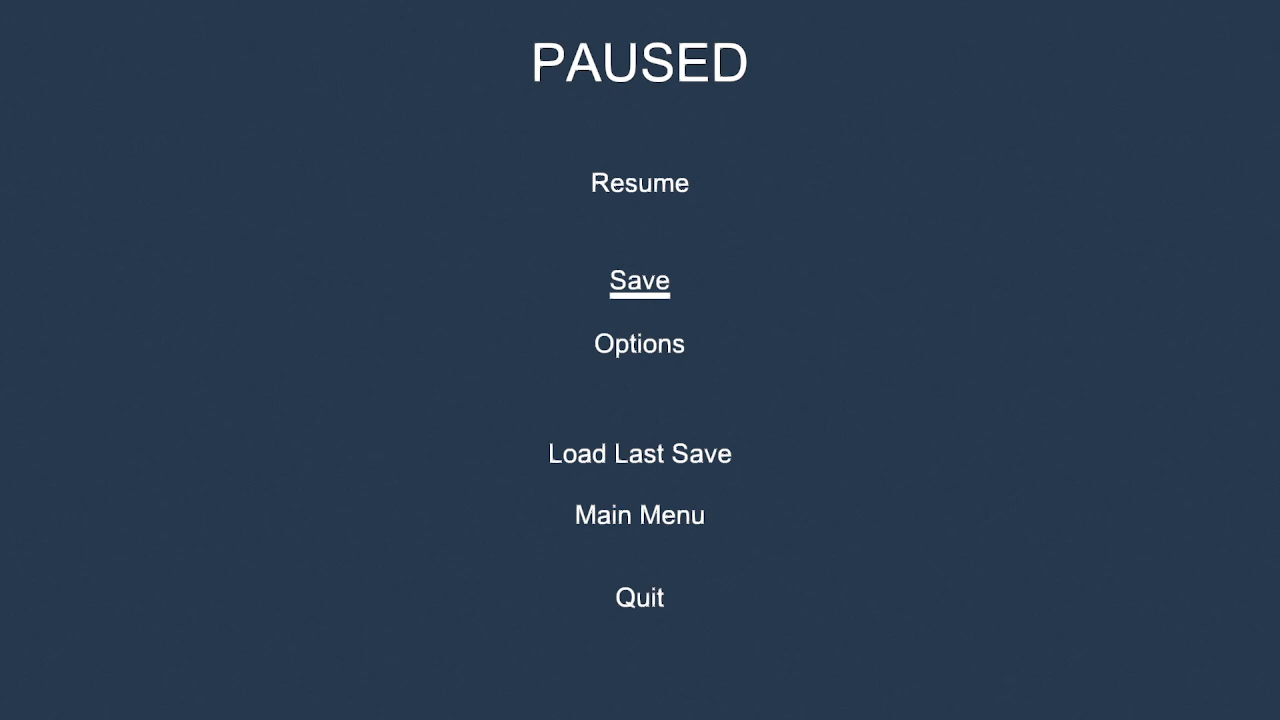 PAUSED
Resume
Save
Options
Load Last Save
Main Menu
Quit